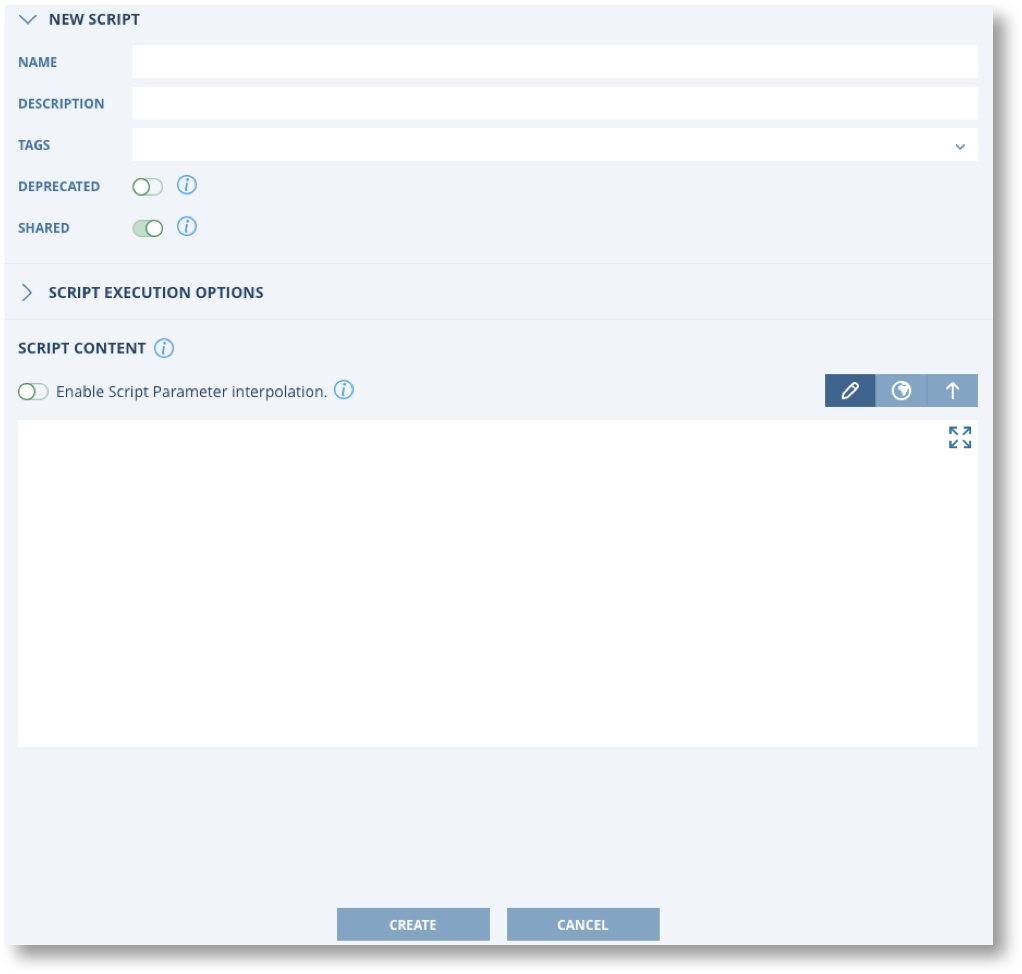 NEW SCRIPT
NAME
DESCRIPTION
TAGS
DEPRECATED
SHARED
SCRIPT EXECUTION OPTIONS
SCRIPT CONTENT
Enable Script Parameter interpolation.
CREATE CANCEL